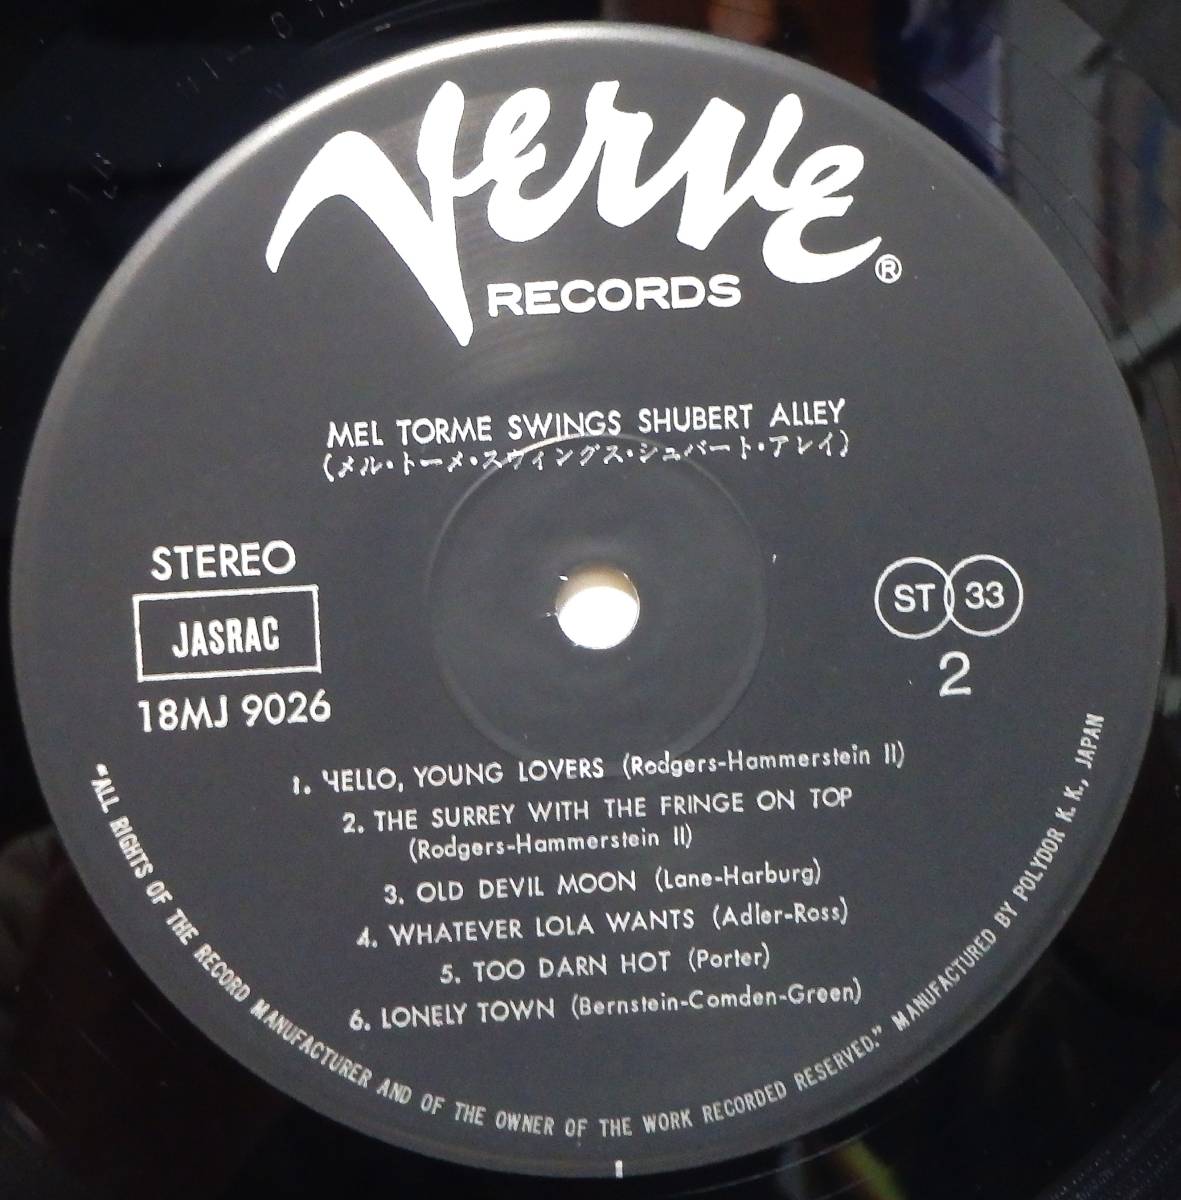 Verve®
RECORDS
MEL TORME SWINGS SHUBERT ALLEY
(メル・トーメ・スウィングス・シュバート・アレイ)
STEREO
JASRAC
18MJ 9026
ST 33
2
1. HELLO, YOUNG LOVERS (Rodgers-Hammerstein II)
2. THE SURREY WITH THE FRINGE ON TOP
(Rodgers-Hammerstein II)
3. OLD DEVIL MOON (Lane-Harburg)
4. WHATEVER LOLA WANTS (Adler-Ross)
5. TOO DARN HOT (Porter)
6. LONELY TOWN (Bernstein-Comden-Green)
"ALL RIGHTS OF THE RECORD MANUFACTURER AND OF THE OWNER OF THE WORK RECORDED RESERVED." MANUFACTURED BY POLYDOR K.K., JAPAN